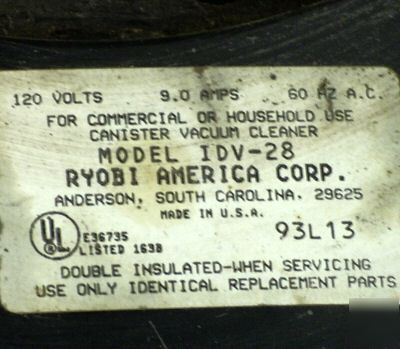 120 VOLTS 9.0 AMPS 60 HZ A.C.
FOR COMMERCIAL OR HOUSEHOLD USE
CANISTER VACUUM CLEANER
MODEL IDV-28
RYOBI AMERICA CORP.
ANDERSON, SOUTH CAROLINA. 29625
MADE IN U.S.A.
UL
E36735
LISTED 163B
93L13
DOUBLE INSULATED-WHEN SERVICING
USE ONLY IDENTICAL REPLACEMENT PARTS